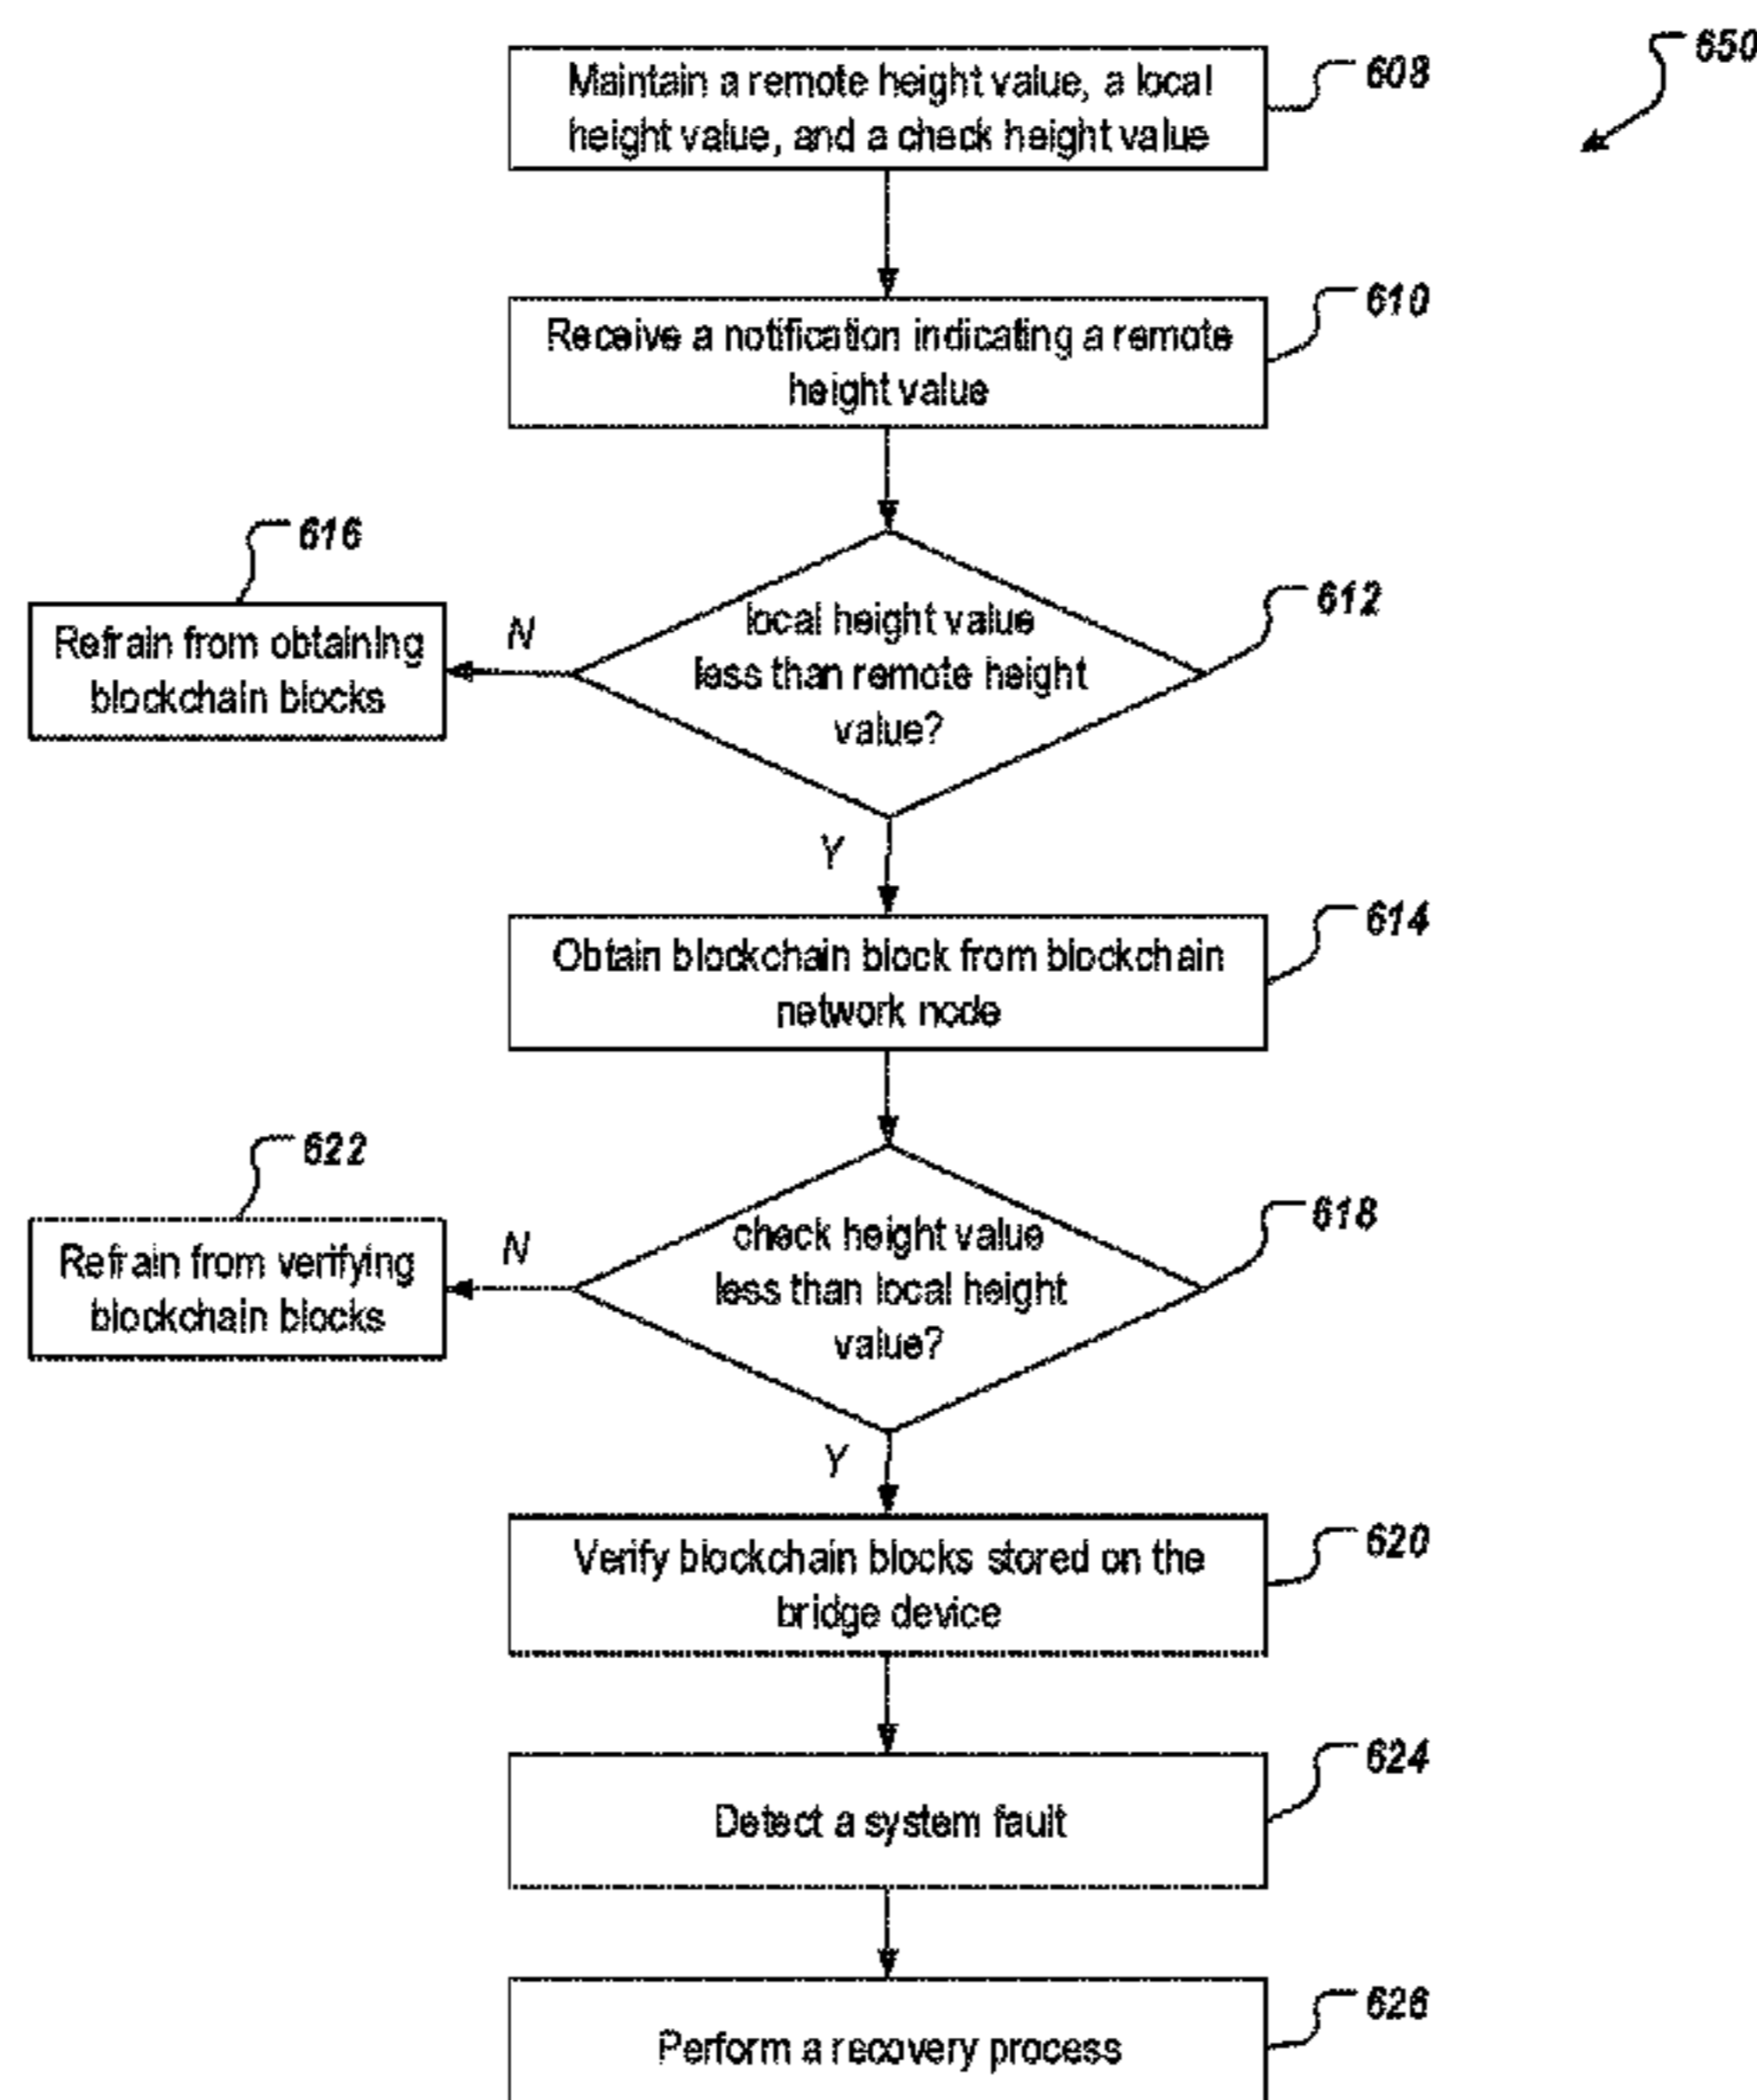 650
Maintain a remote height value, a local
height value, and a check height value
608
Receive a notification indicating a remote
height value
610
616
Refrain from obtaining
blockchain blocks
N
local height value
less than remote height
value?
612
Y
Obtain blockchain block from blockchain
network node
614
622
Refrain from verifying
blockchain blocks
N
check height value
less than local height
value?
618
Y
Verify blockchain blocks stored on the
bridge device
620
Detect a system fault
624
Perform a recovery process
626